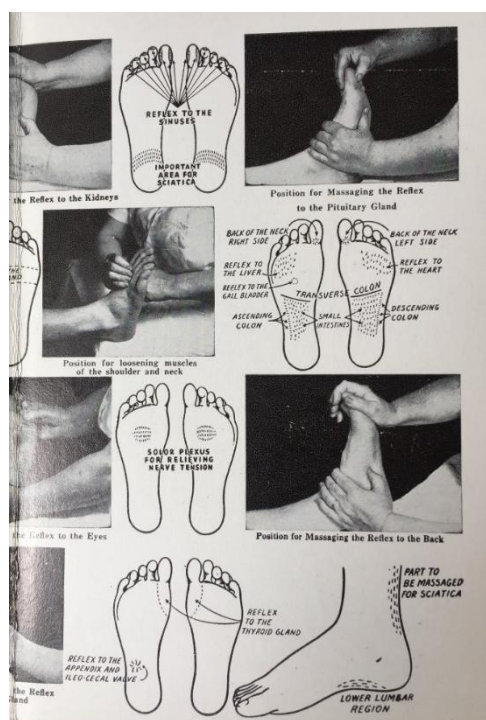 REFLEX TO THE
SINUSES
IMPORTANT
AREA FOR
SCIATICA
the Reflex to the Kidneys
Position for Massaging the Reflex
to the Pituitary Gland
BACK OF THE NECK
RIGHT SIDE
BACK OF THE NECK
LEFT SIDE
REFLEX TO
THE LIVER
REFLEX TO
THE HEART
REFLEX TO THE
GALL BLADDER
TRANSVERSE COLON
ASCENDING
COLON
SMALL
INTESTINES
DESCENDING
COLON
Position for loosening muscles
of the shoulder and neck
SOLOR PLEXUS
FOR RELIEVING
NERVE TENSION
the Reflex to the Eyes
Position for Massaging the Reflex to the Back
PART TO
BE MASSAGED
FOR SCIATICA
REFLEX
TO THE
THYROID GLAND
REFLEX TO THE
APPENDIX AND
ILEO-CECAL VALVE
the Reflex
LOWER LUMBAR
REGION